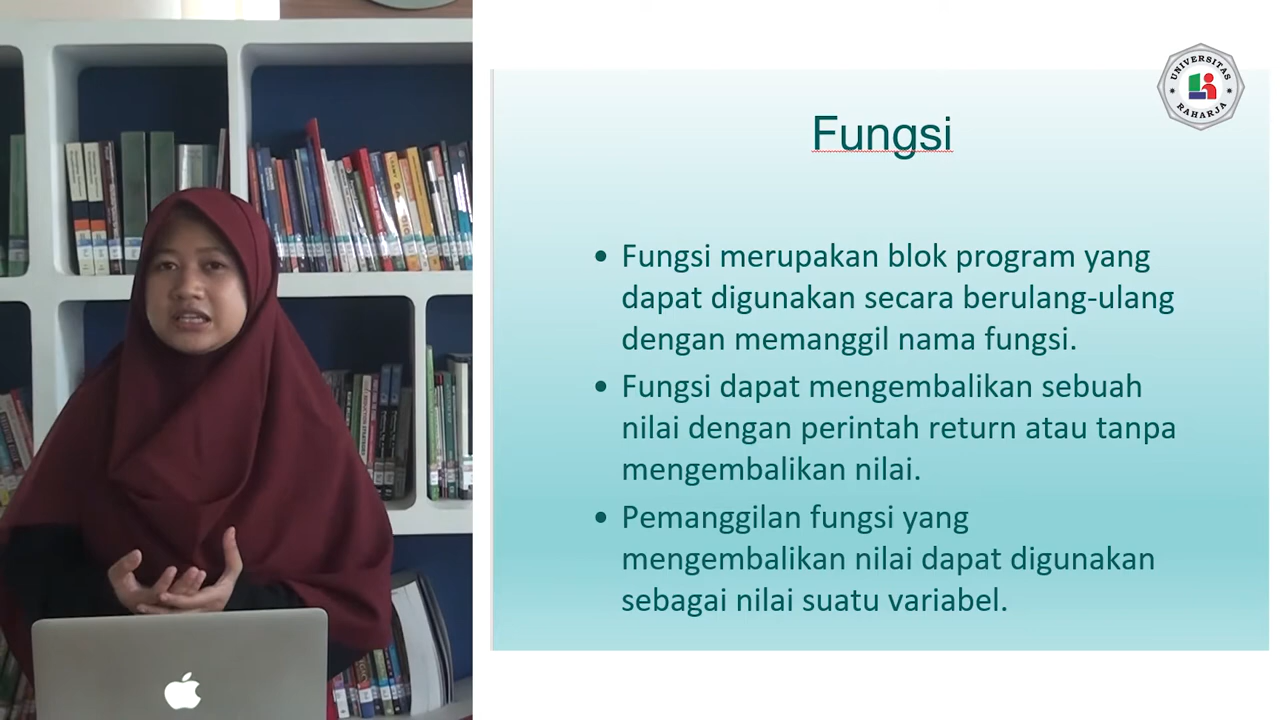 UNIVERSITAS
RAHARJA
Fungsi
• Fungsi merupakan blok program yang
dapat digunakan secara berulang-ulang
dengan memanggil nama fungsi.
• Fungsi dapat mengembalikan sebuah
nilai dengan perintah return atau tanpa
mengembalikan nilai.
• Pemanggilan fungsi yang
mengembalikan nilai dapat digunakan
sebagai nilai suatu variabel.